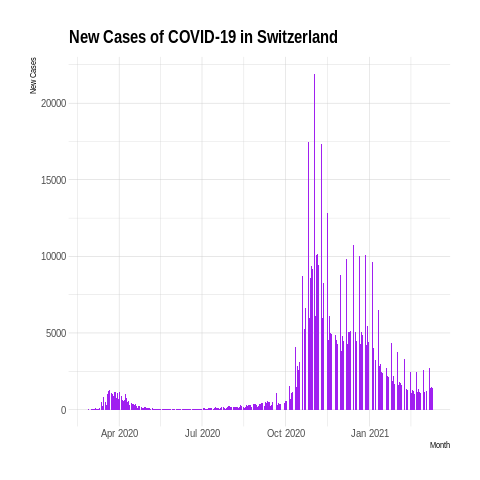 New Cases of COVID-19 in Switzerland
New Cases
20000
15000
10000
5000
0
Apr 2020
Jul 2020
Oct 2020
Jan 2021
Month